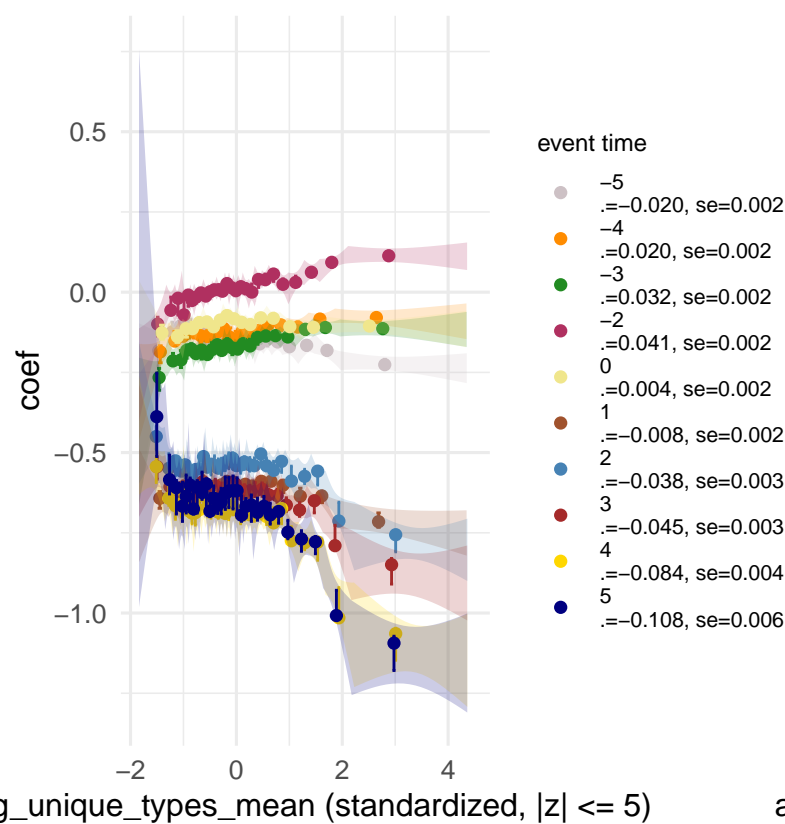 event time
−5
.=−0.020, se=0.002
−4
.=0.020, se=0.002
−3
.=0.032, se=0.002
−2
.=0.041, se=0.002
0
.=0.004, se=0.002
1
.=−0.008, se=0.002
2
.=−0.038, se=0.003
3
.=−0.045, se=0.003
4
.=−0.084, se=0.004
5
.=−0.108, se=0.006
coef
0.5
0.0
−0.5
−1.0
−2
0
2
4
g_unique_types_mean (standardized, |z| <= 5)
a